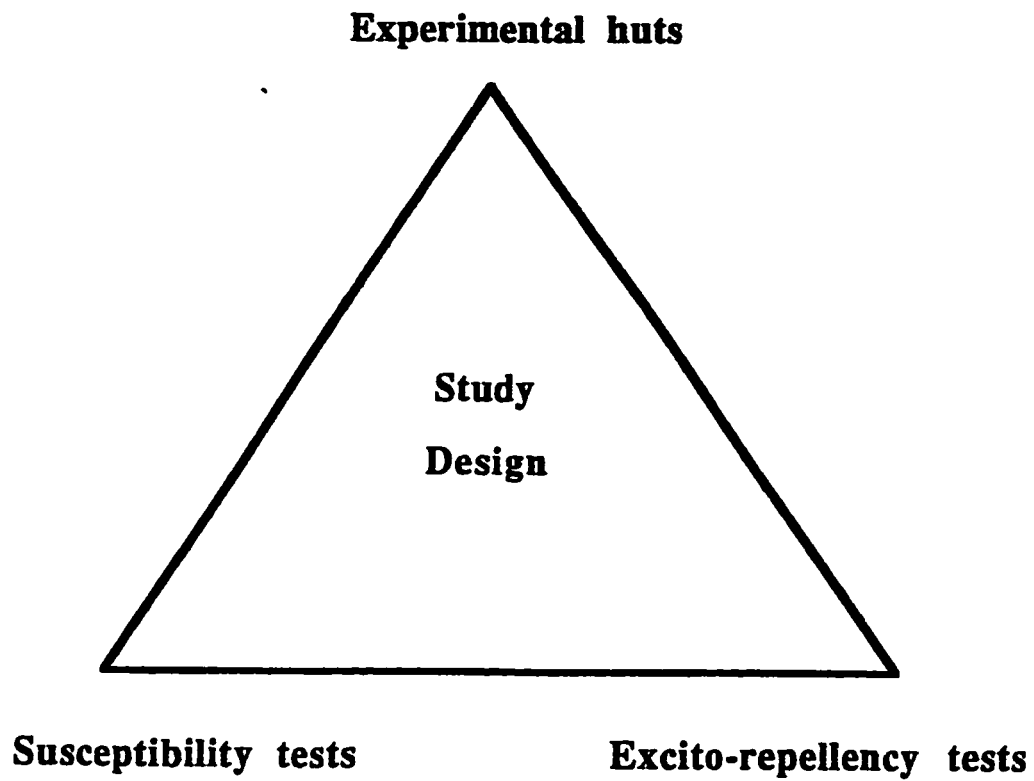 Experimental huts
Study
Design
Susceptibility tests
Excito-repellency tests